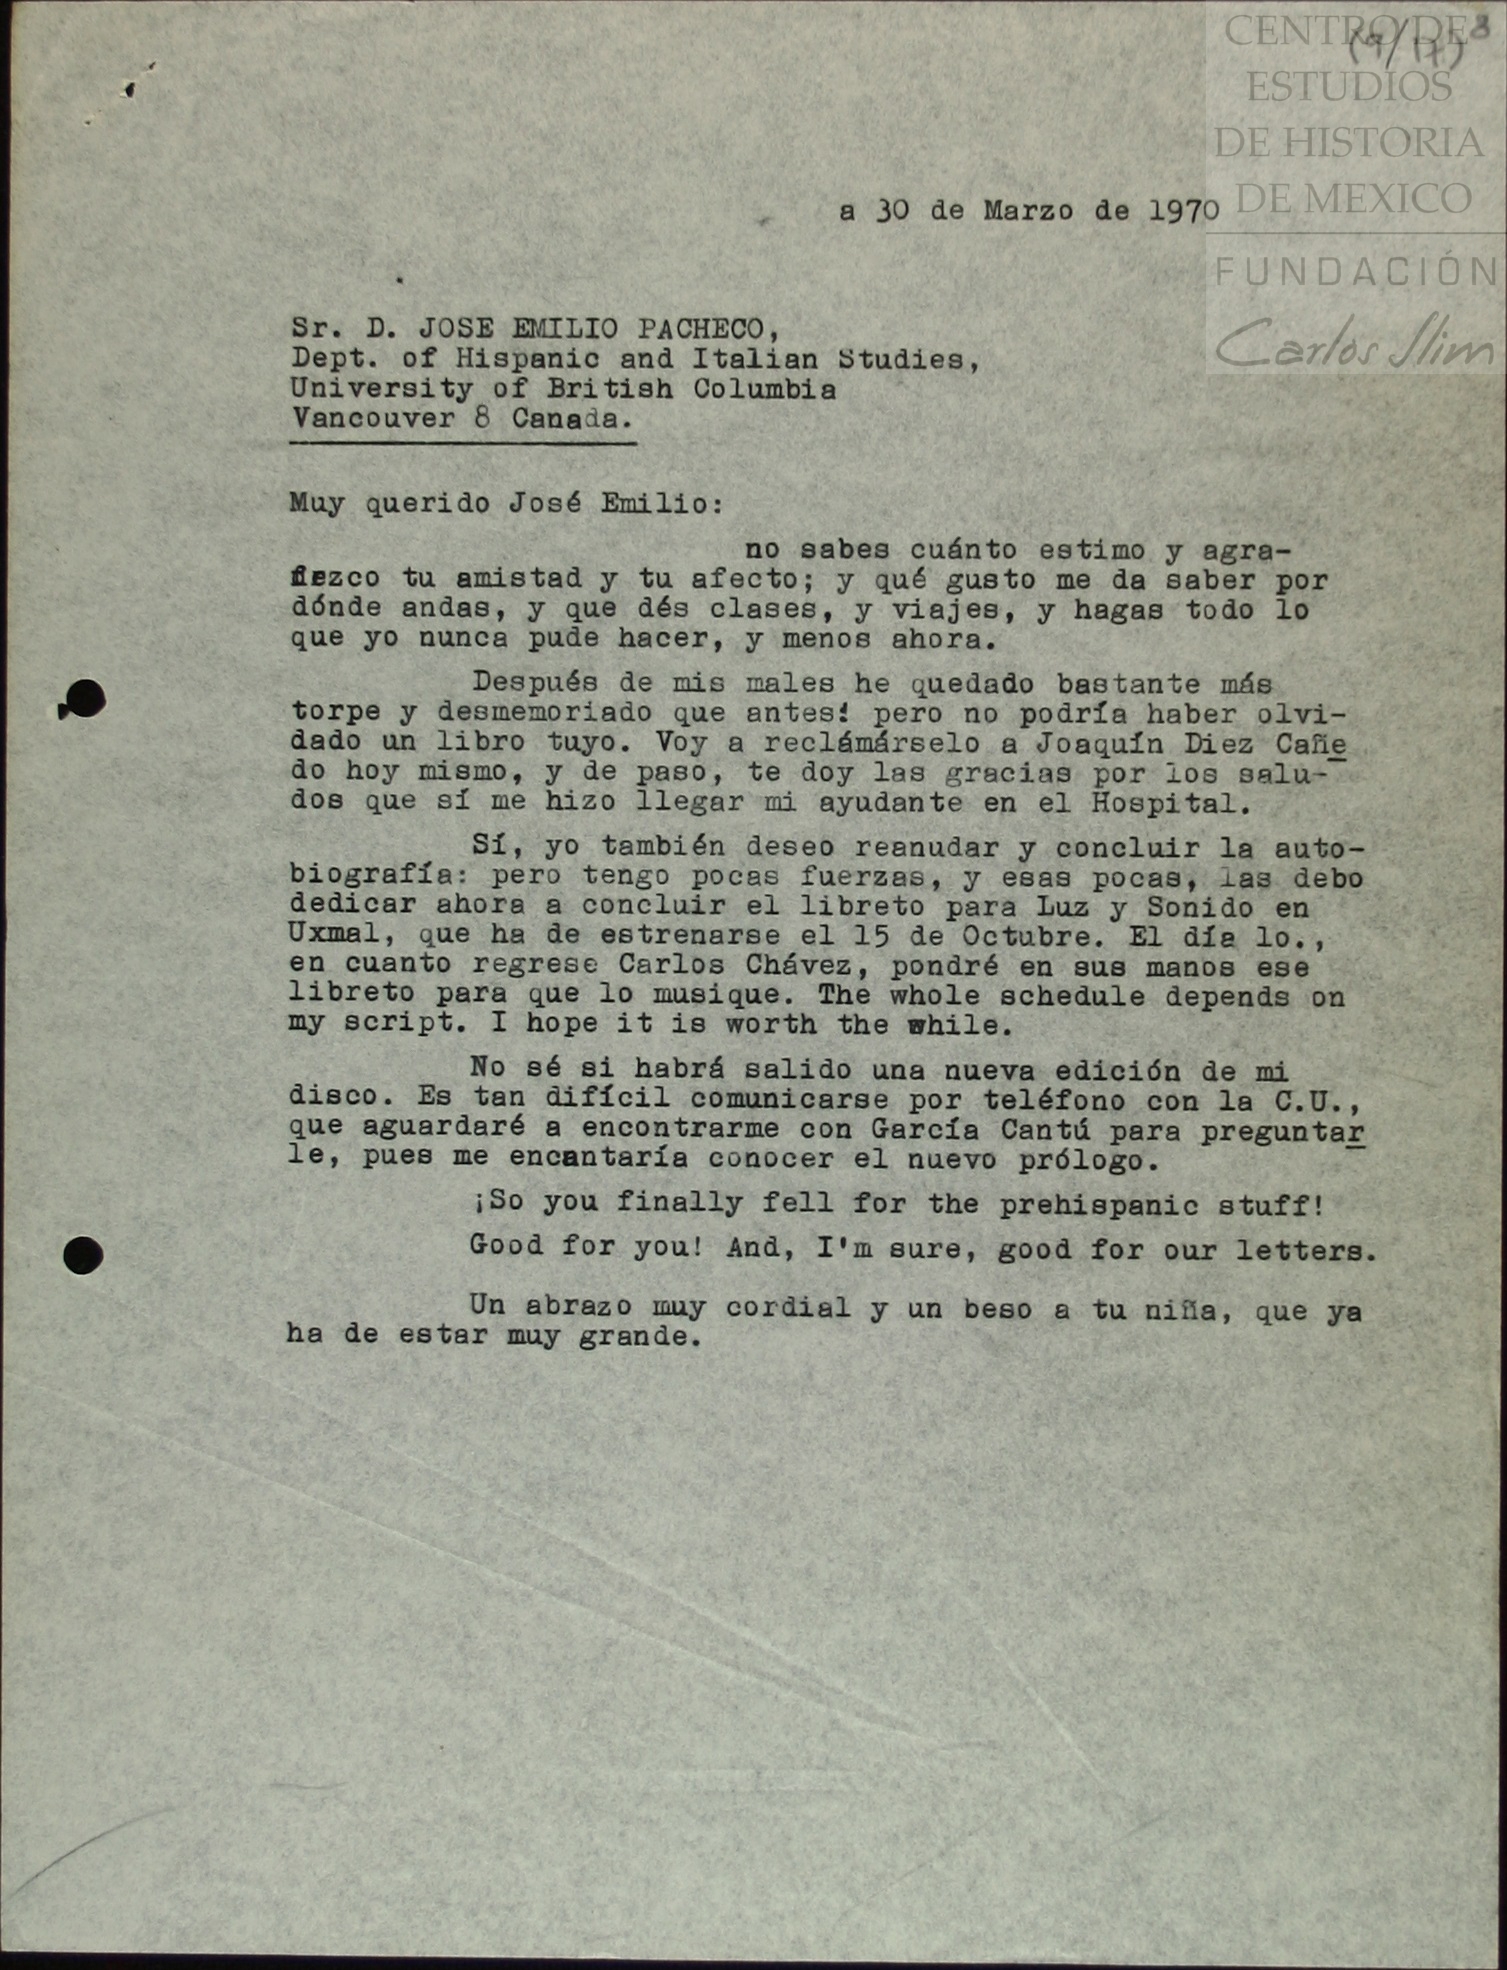 CENTRO DE
ESTUDIOS
DE HISTORIA
DE MEXICO
FUNDACIÓN
Carlos Slim
a 30 de Marzo de 1970
Sr. D. JOSE EMILIO PACHECO,
Dept. of Hispanic and Italian Studies,
University of British Columbia
Vancouver 8 Canada.
Muy querido José Emilio:
no sabes cuánto estimo y agra-
dezco tu amistad y tu afecto; y qué gusto me da saber por
dónde andas, y que dés clases, y viajes, y hagas todo lo
que yo nunca pude hacer, y menos ahora.
Después de mis males he quedado bastante más
torpe y desmemoriado que antes: pero no podría haber olvi-
dado un libro tuyo. Voy a reclámárselo a Joaquín Diez Cañe
do hoy mismo, y de paso, te doy las gracias por los salu-
dos que sí me hizo llegar mi ayudante en el Hospital.
Sí, yo también deseo reanudar y concluir la auto-
biografía: pero tengo pocas fuerzas, y esas pocas, las debo
dedicar ahora a concluir el libreto para Luz y Sonido en
Uxmal, que ha de estrenarse el 15 de Octubre. El día lo.,
en cuanto regrese Carlos Chávez, pondré en sus manos ese
libreto para que lo musique. The whole schedule depends on
my script. I hope it is worth the while.
No sé si habrá salido una nueva edición de mi
disco. Es tan difícil comunicarse por teléfono con la C.U.,
que aguardaré a encontrarme con García Cantú para preguntar
le, pues me encantaría conocer el nuevo prólogo.
¡So you finally fell for the prehispanic stuff!
Good for you! And, I'm sure, good for our letters.
Un abrazo muy cordial y un beso a tu niña, que ya
ha de estar muy grande.